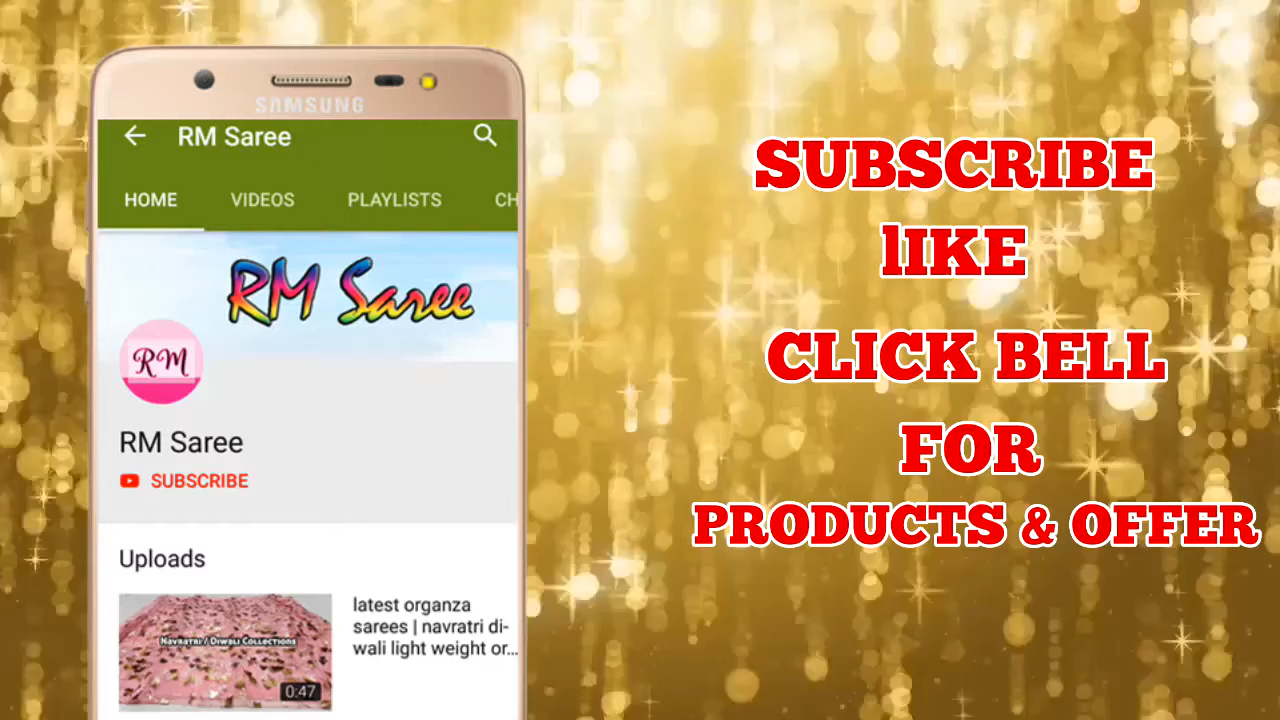 SAMSUNG
RM Saree
HOME VIDEOS PLAYLISTS CH
RM Saree
RM
RM Saree
SUBSCRIBE
Uploads
NAVRATRI / DIWALI COLLECTIONS
0:47
latest organza
sarees | navratri di-
wali light weight or...
SUBSCRIBE
lIKE
CLICK BELL
FOR
PRODUCTS & OFFER